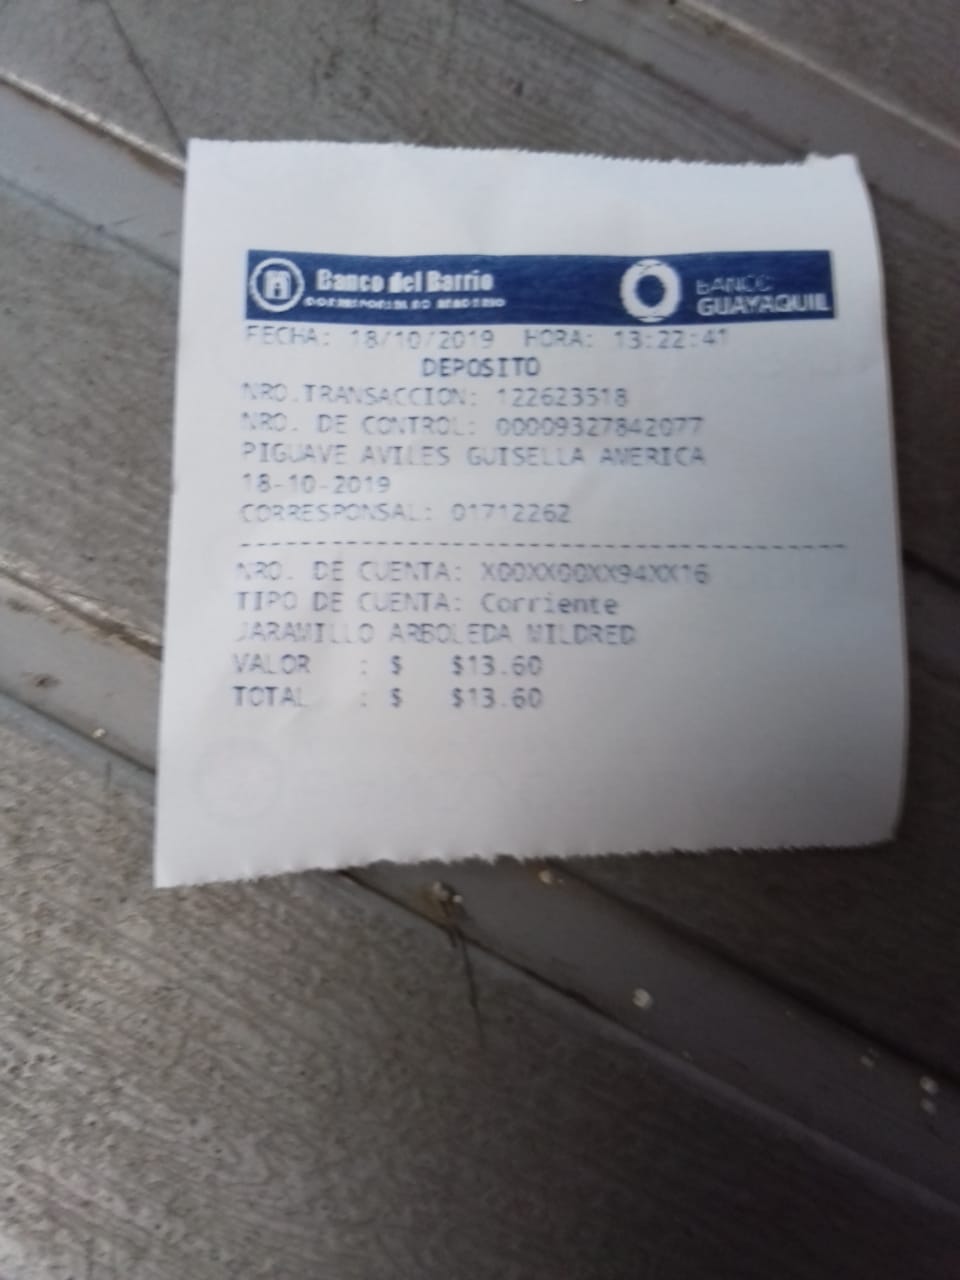 Banco del Barrio
CORRESPONSAL NO BANCARIO
BANCO
GUAYAQUIL
FECHA: 18/10/2019 HORA: 13:22:41
DEPOSITO
NRO.TRANSACCION: 122623518
NRO. DE CONTROL: 00009327842077
PIGUAVE AVILES GUISELLA AMERICA
18-10-2019
CORRESPONSAL: 01712262
NRO. DE CUENTA: X00XX00XX94XX16
TIPO DE CUENTA: Corriente
JARAMILLO ARBOLEDA MILDRED
VALOR : $ $13.60
TOTAL : $ $13.60